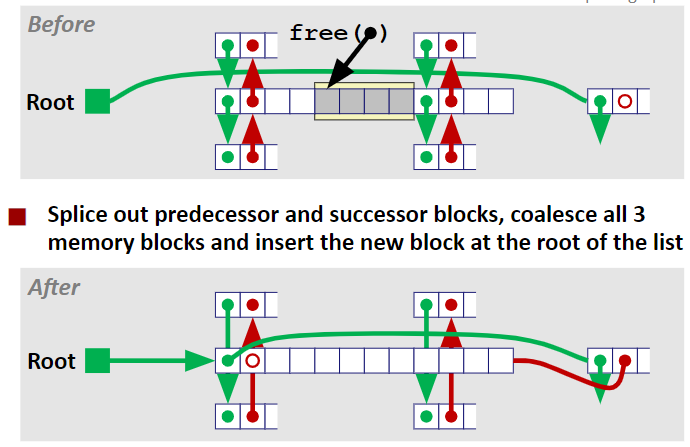 Before
free( )
Root
Splice out predecessor and successor blocks, coalesce all 3
memory blocks and insert the new block at the root of the list
After
Root